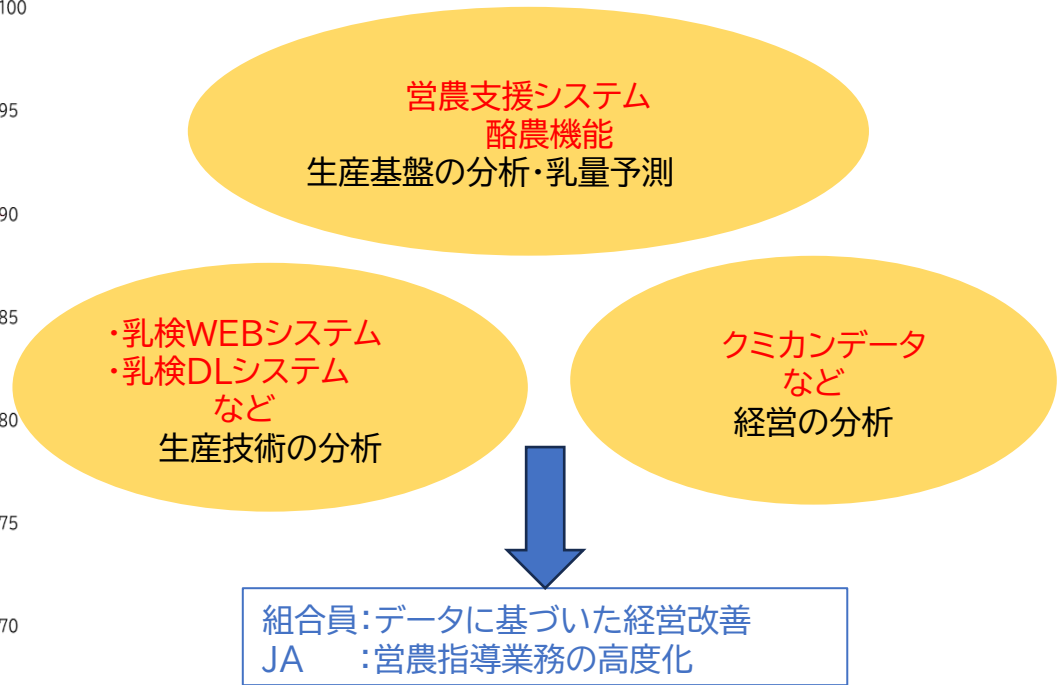 100
営農支援システム
95
酪農機能
生産基盤の分析・乳量予測
90
85
・乳検WEBシステム
・乳検DLシステム
など
生産技術の分析
クミカンデータ
など
経営の分析
80
75
組合員：データに基づいた経営改善
JA　　：営農指導業務の高度化
70